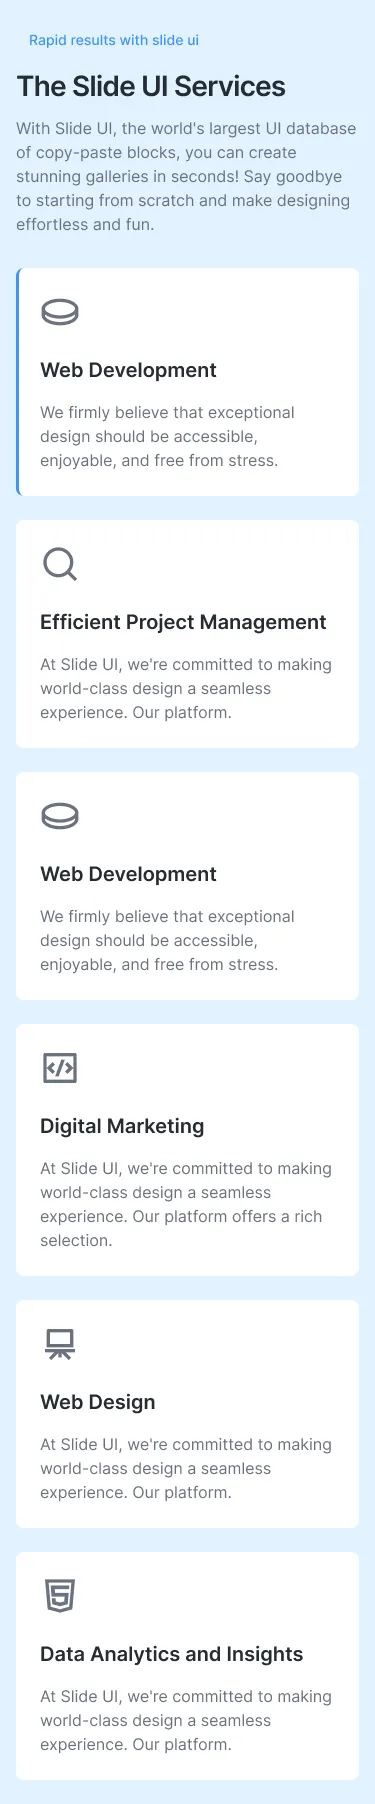 Rapid results with slide ui
The Slide UI Services
With Slide UI, the world's largest UI database
of copy-paste blocks, you can create
stunning galleries in seconds! Say goodbye
to starting from scratch and make designing
effortless and fun.
Web Development
We firmly believe that exceptional
design should be accessible,
enjoyable, and free from stress.
Efficient Project Management
At Slide UI, we're committed to making
world-class design a seamless
experience. Our platform.
Web Development
We firmly believe that exceptional
design should be accessible,
enjoyable, and free from stress.
Digital Marketing
At Slide UI, we're committed to making
world-class design a seamless
experience. Our platform offers a rich
selection.
Web Design
At Slide UI, we're committed to making
world-class design a seamless
experience. Our platform.
Data Analytics and Insights
At Slide UI, we're committed to making
world-class design a seamless
experience. Our platform.